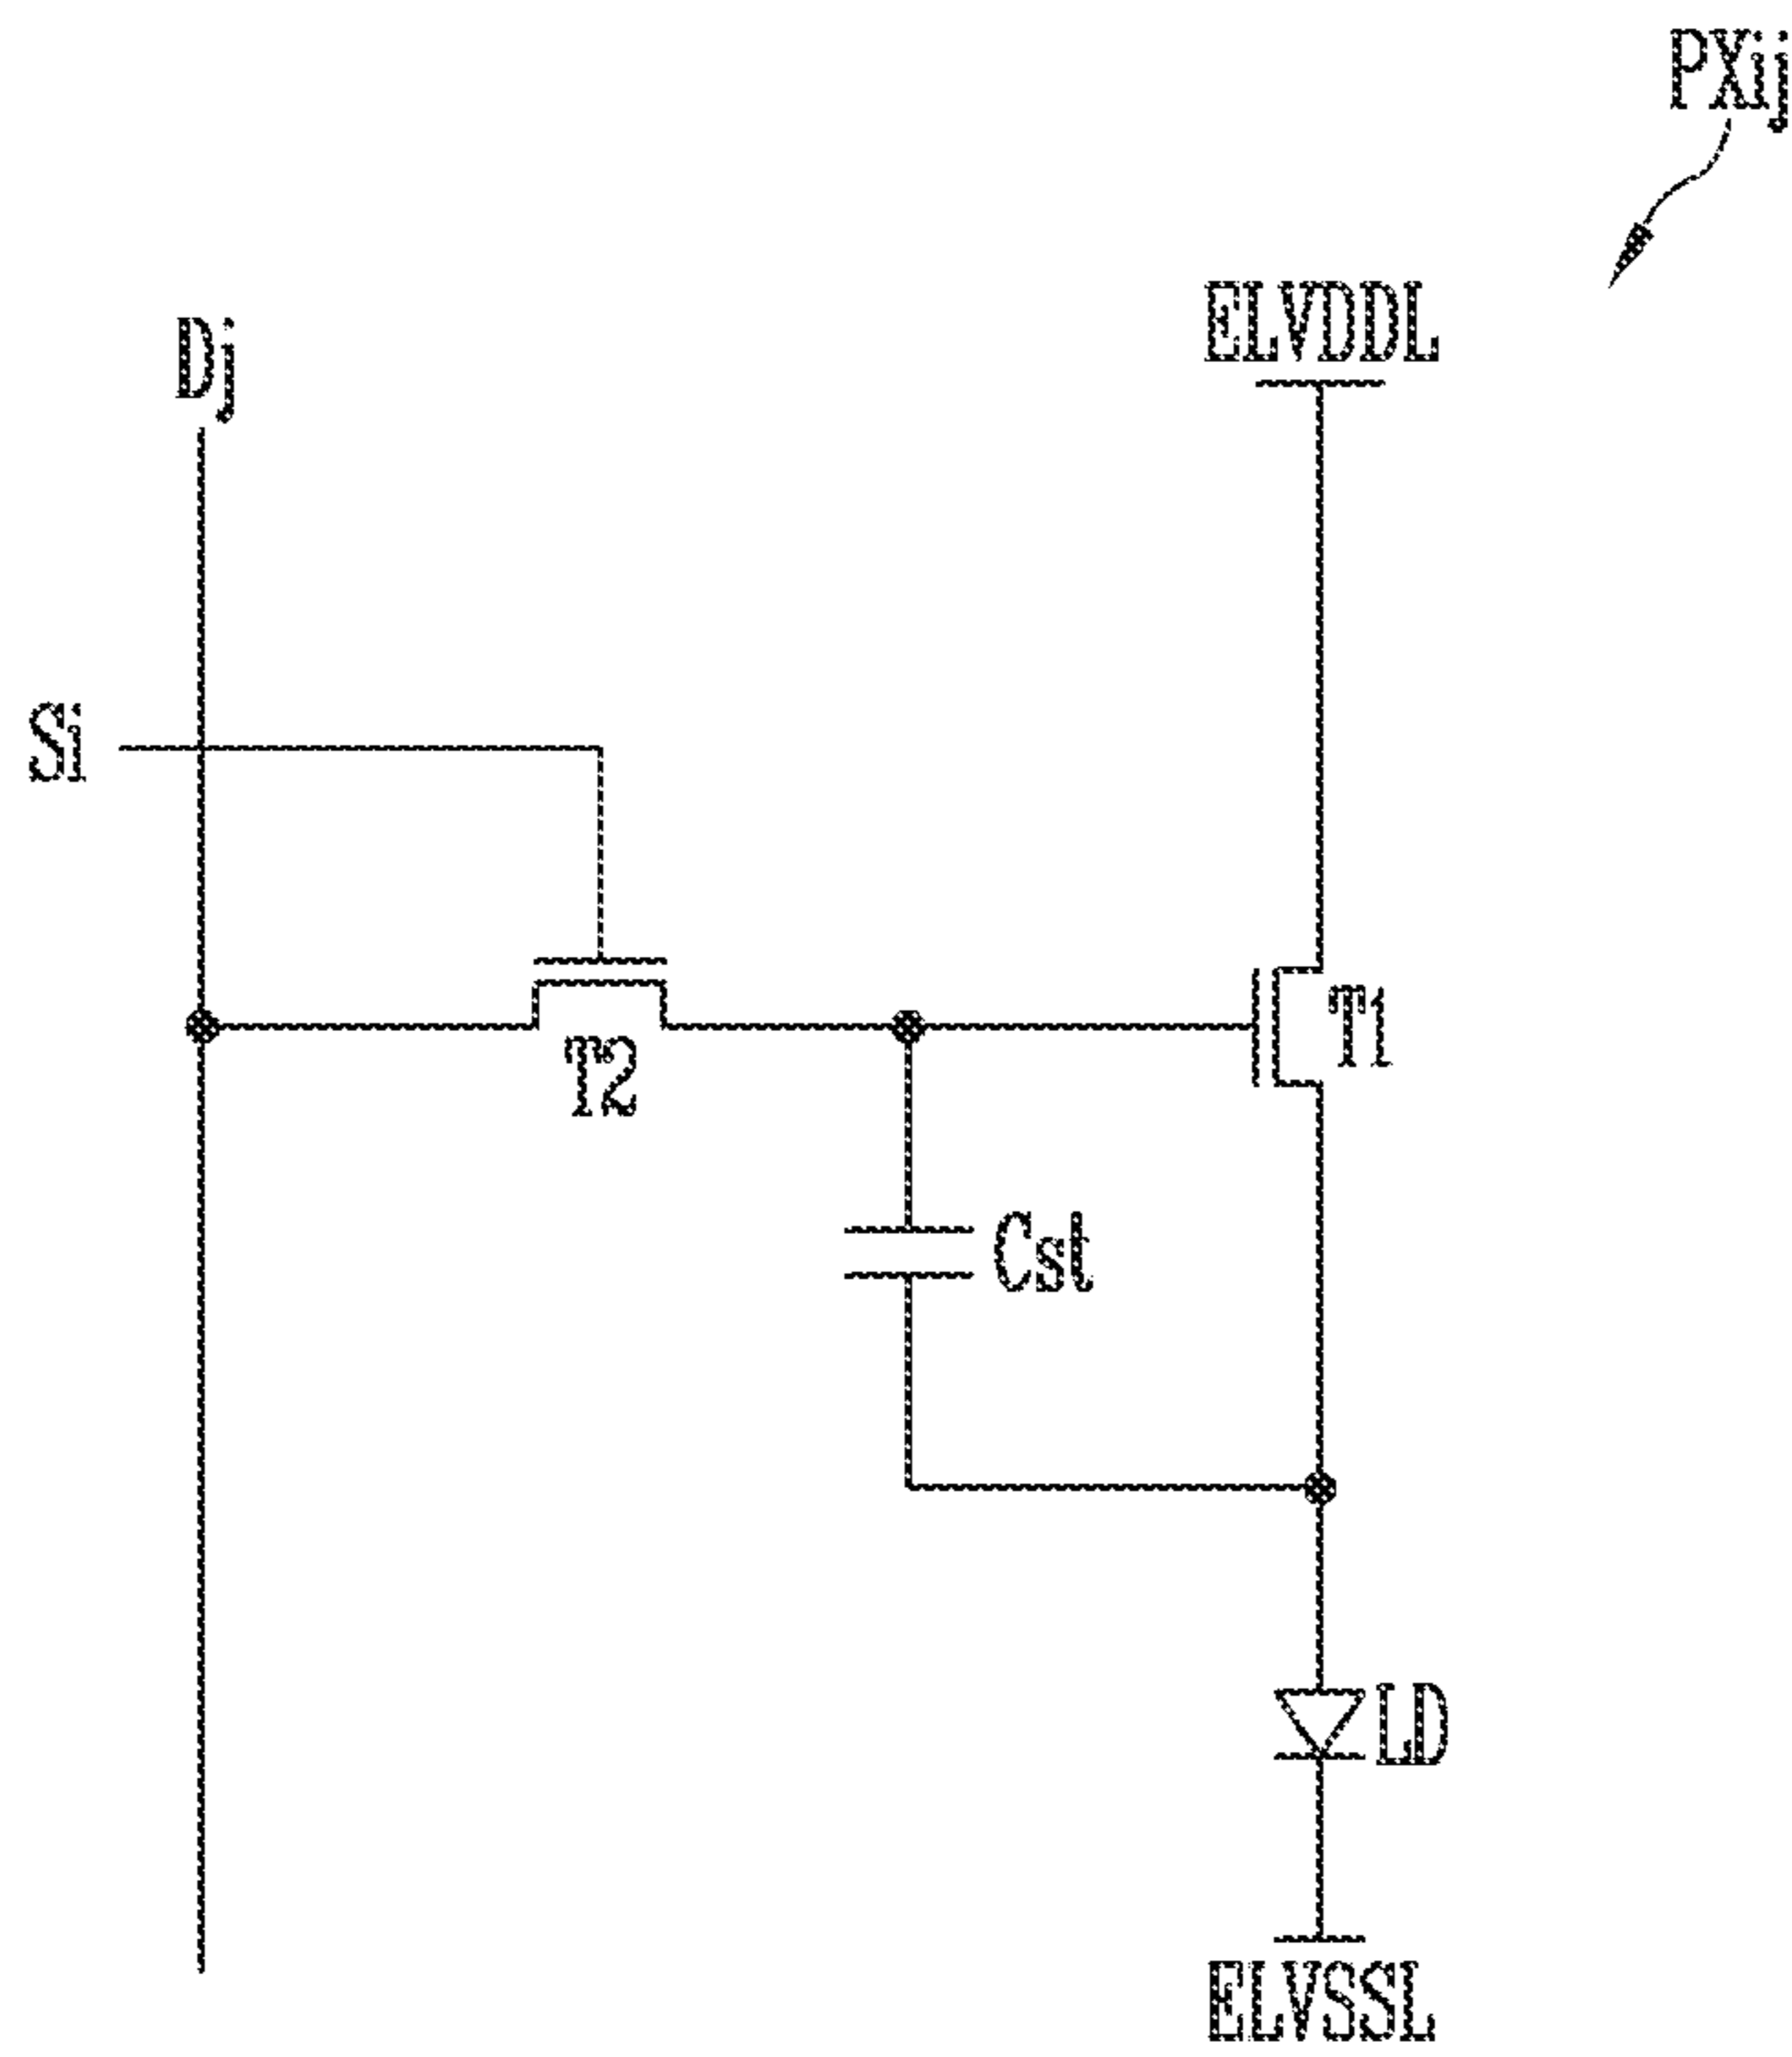 PXij
ELVDDL
Dj
Si
T1
T2
Cst
LD
ELVSSL